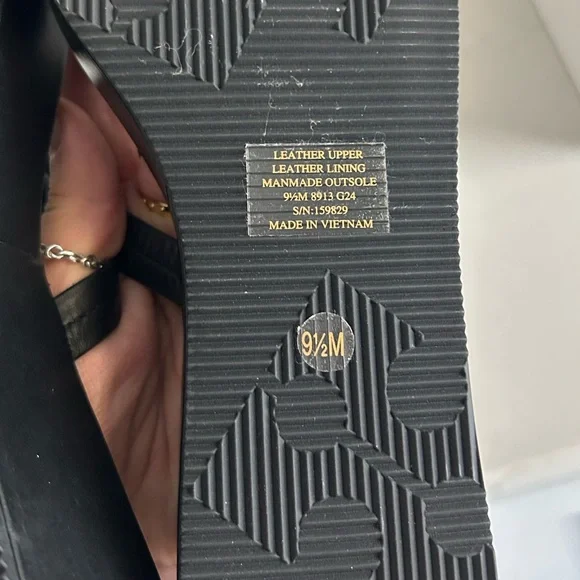 LEATHER UPPER
LEATHER LINING
MANMADE OUTSOLE
9½M 8913 G24
S/N:159829
MADE IN VIETNAM
9½M